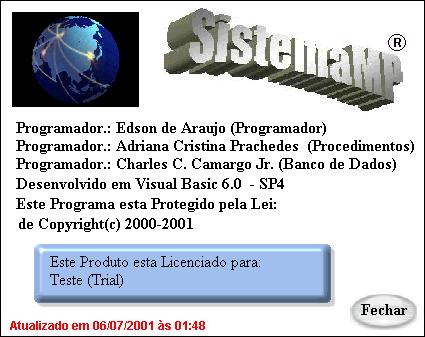 SistemaMP ®
Programador.: Edson de Araujo (Programador)
Programador.: Adriana Cristina Prachedes (Procedimentos)
Programador.: Charles C. Camargo Jr. (Banco de Dados)
Desenvolvido em Visual Basic 6.0 - SP4
Este Programa esta Protegido pela Lei:
de Copyright(c) 2000-2001
Este Produto esta Licenciado para:
Teste (Trial)
Fechar
Atualizado em 06/07/2001 às 01:48